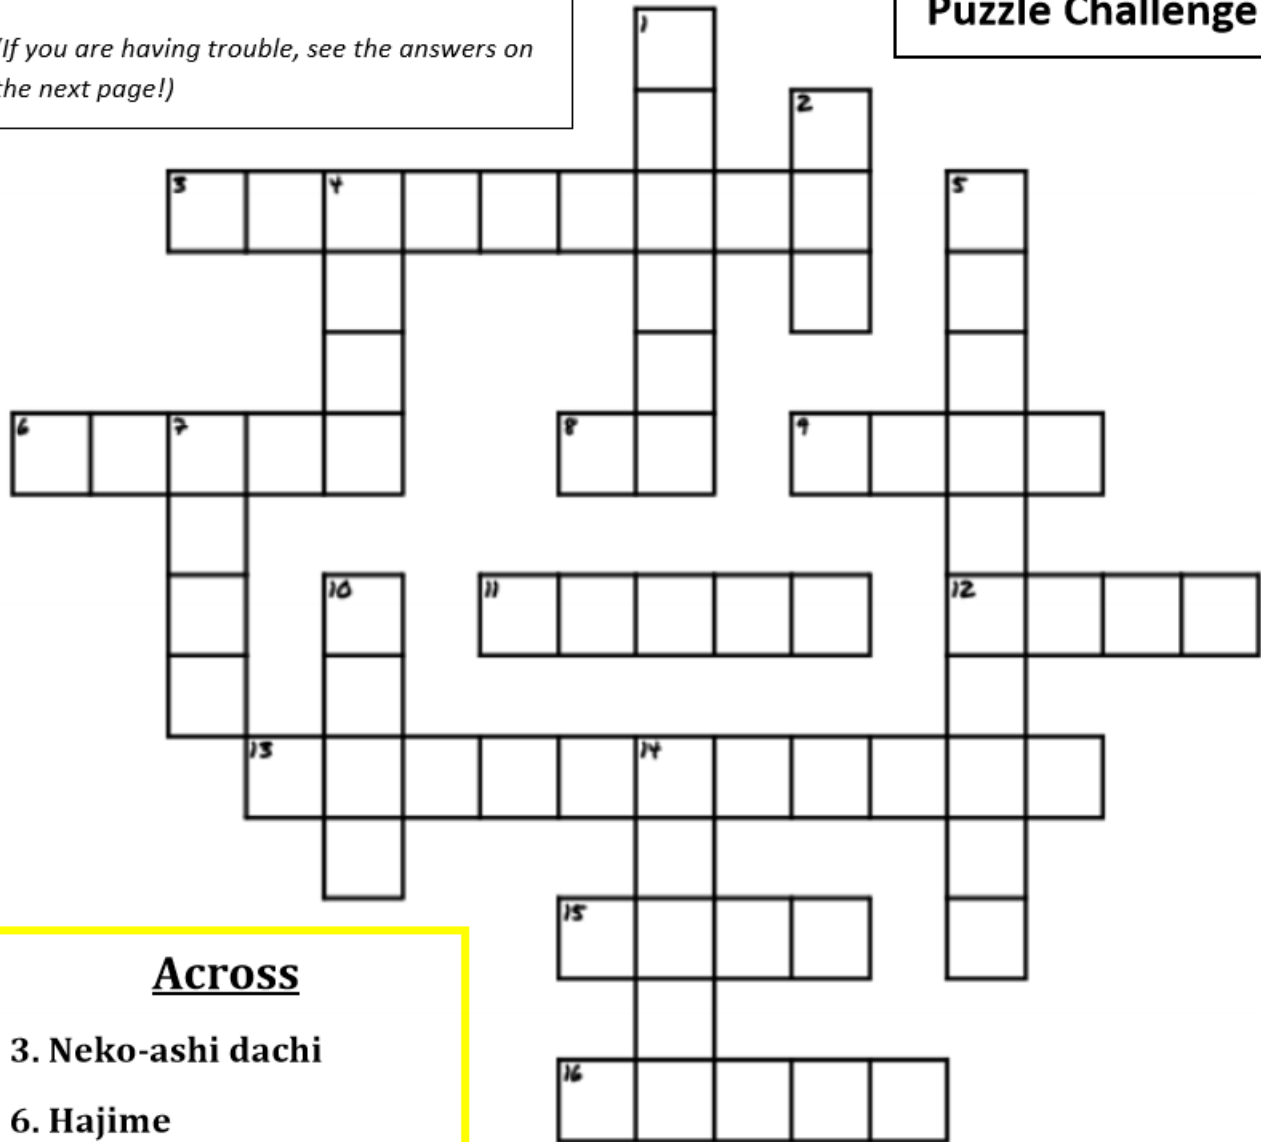 Puzzle Challenge
(If you are having trouble, see the answers on
the next page!)
1
2
3
4
5
6
7
8
9
10
11
12
13
14
15
16
Across
3. Neko-ashi dachi
6. Hajime